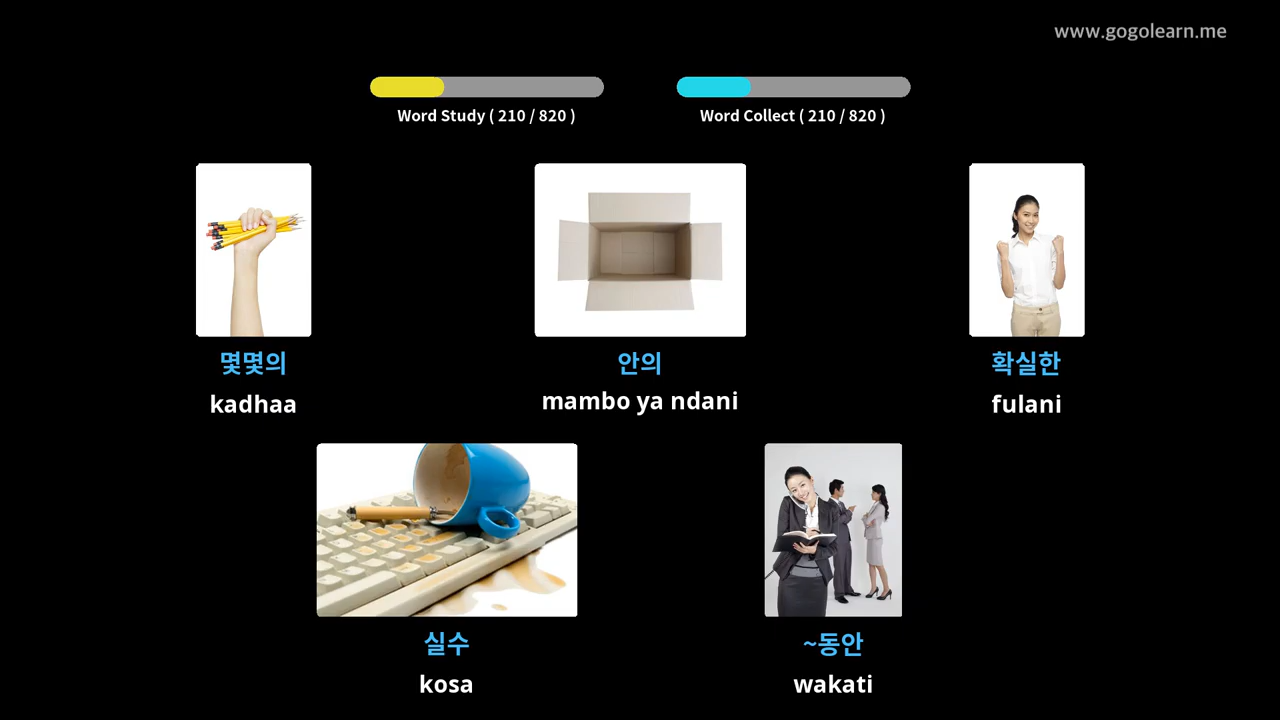 www.gogolearn.me
Word Study ( 210 / 820 )
Word Collect ( 210 / 820 )
몇몇의
kadhaa
안의
mambo ya ndani
확실한
fulani
실수
kosa
~동안
wakati